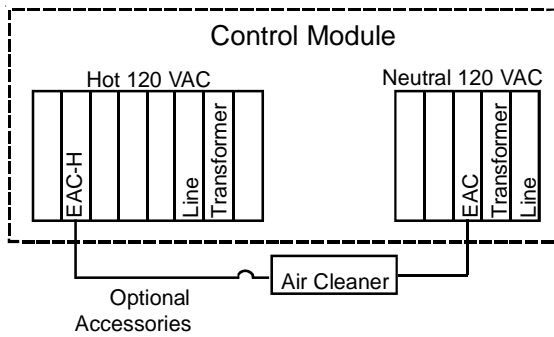 Control Module
Hot 120 VAC
Neutral 120 VAC
EAC-H
Line
Transformer
EAC
Transformer
Line
Air Cleaner
Optional
Accessories